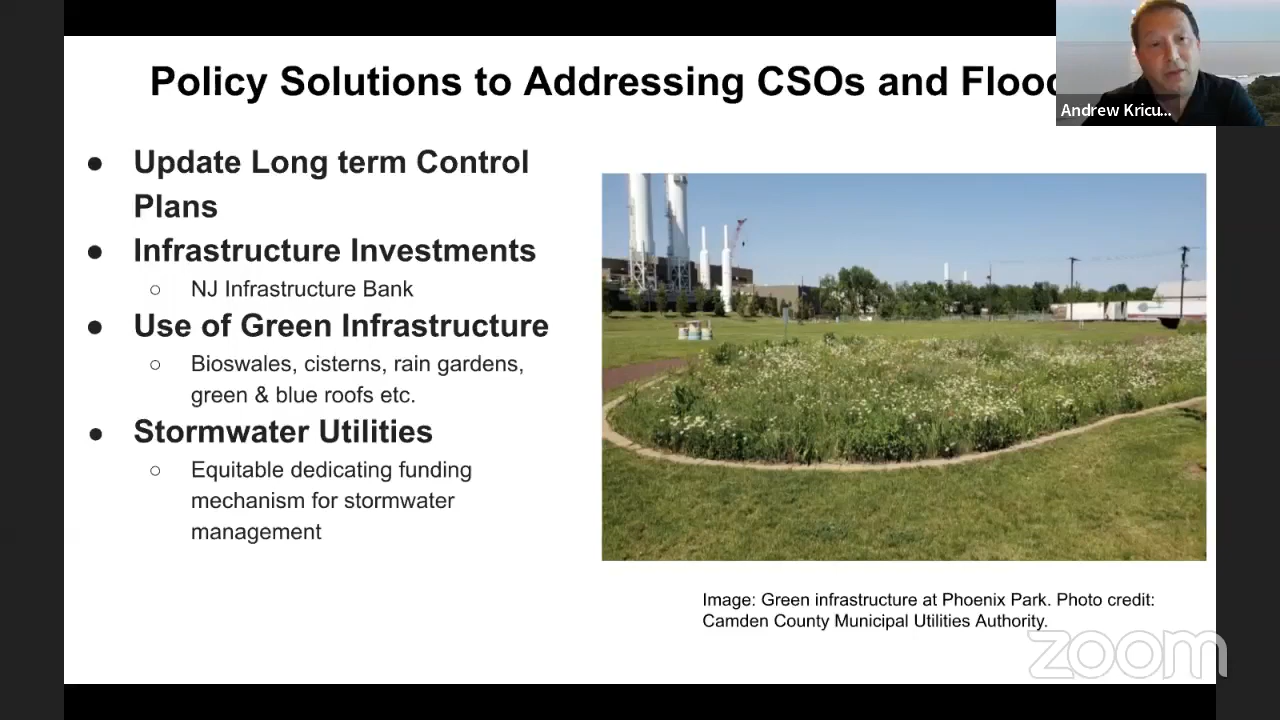 Policy Solutions to Addressing CSOs and Flood
Andrew Kricu...
● Update Long term Control
Plans
● Infrastructure Investments
○ NJ Infrastructure Bank
● Use of Green Infrastructure
○ Bioswales, cisterns, rain gardens,
green & blue roofs etc.
● Stormwater Utilities
○ Equitable dedicating funding
mechanism for stormwater
management
Image: Green infrastructure at Phoenix Park. Photo credit:
Camden County Municipal Utilities Authority.
zoom